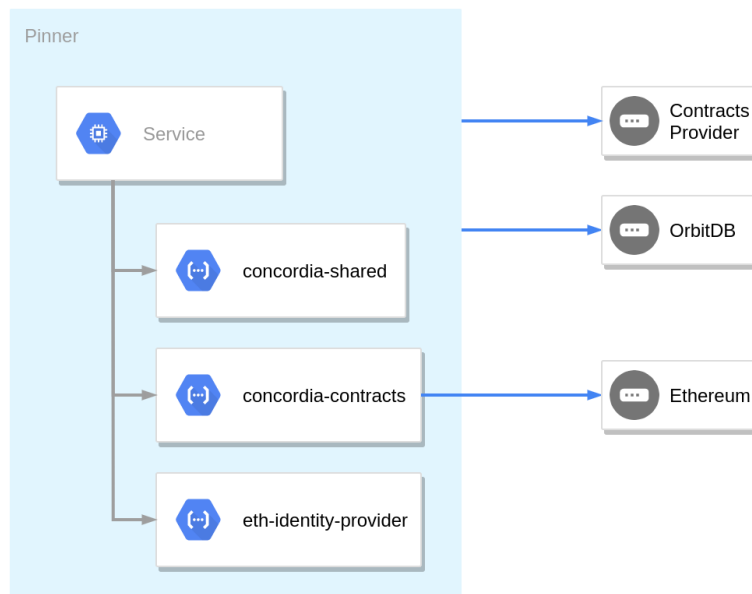 Pinner
Service
concordia-shared
concordia-contracts
eth-identity-provider
Contracts
Provider
OrbitDB
Ethereum